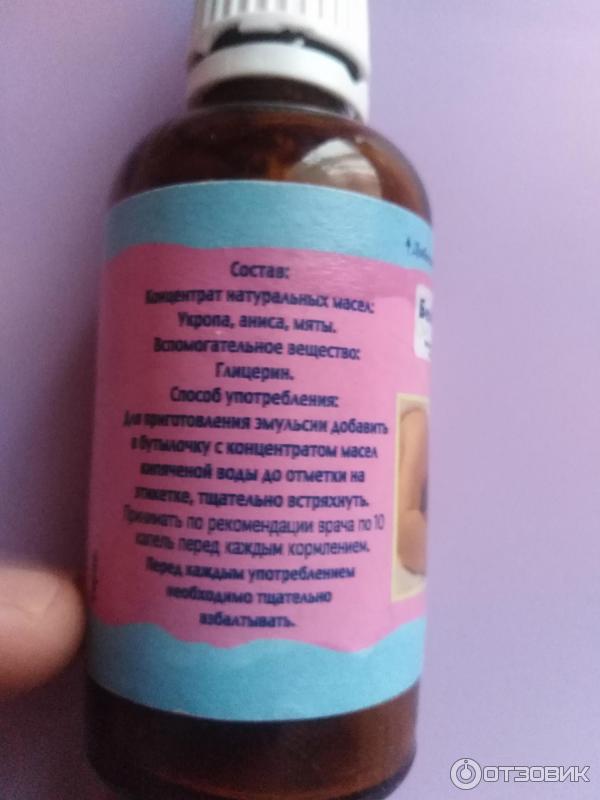 Состав:
Концентрат натуральных масел:
Укропа, аниса, мяты.
Вспомогательное вещество:
Глицерин.
Способ употребления:
Для приготовления эмульсии добавить
в бутылочку с концентратом масел
кипяченой воды до отметки на
этикетке, тщательно встряхнуть.
Принимать по рекомендации врача по 10
капель перед каждым кормлением.
Перед каждым употреблением
необходимо тщательно
взбалтывать.
ОТЗОВИК